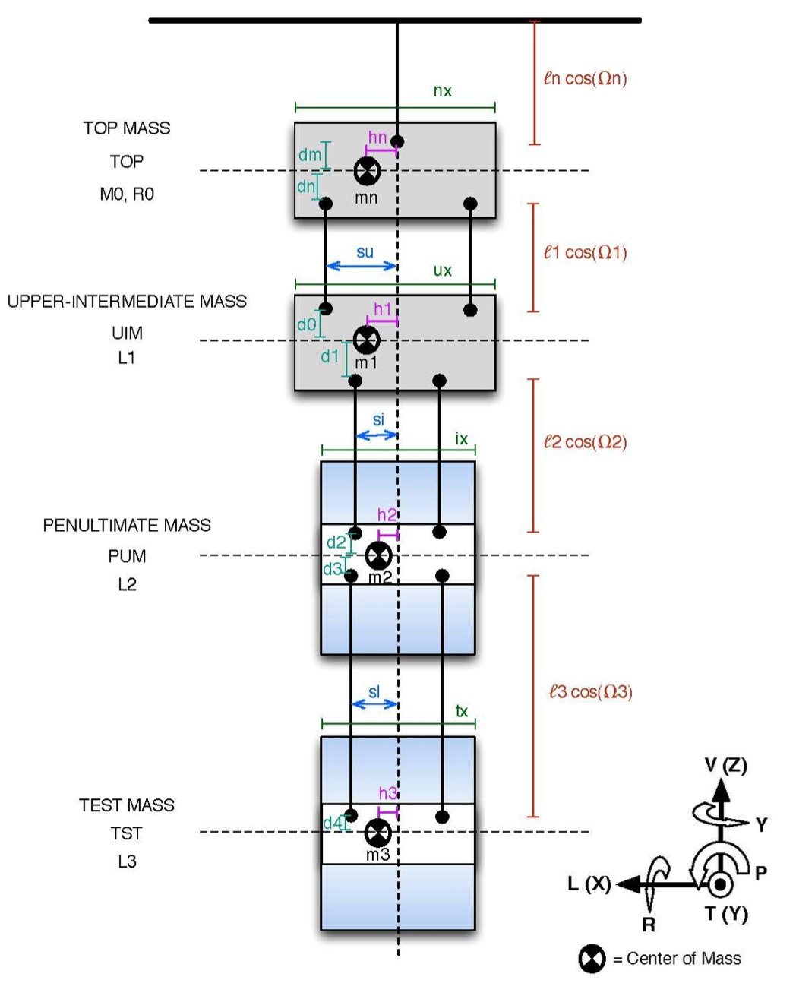 ℓn cos(Ωn)
nx
TOP MASS
TOP
M0, R0
hn
dm
dn
mn
su
ℓ1 cos(Ω1)
ux
UPPER-INTERMEDIATE MASS
UIM
L1
h1
d0
d1
m1
si
ix
ℓ2 cos(Ω2)
PENULTIMATE MASS
PUM
L2
h2
d2
d3
m2
sl
ℓ3 cos(Ω3)
tx
TEST MASS
TST
L3
h3
d4
m3
V (Z)
Y
P
L (X)
T (Y)
R
= Center of Mass